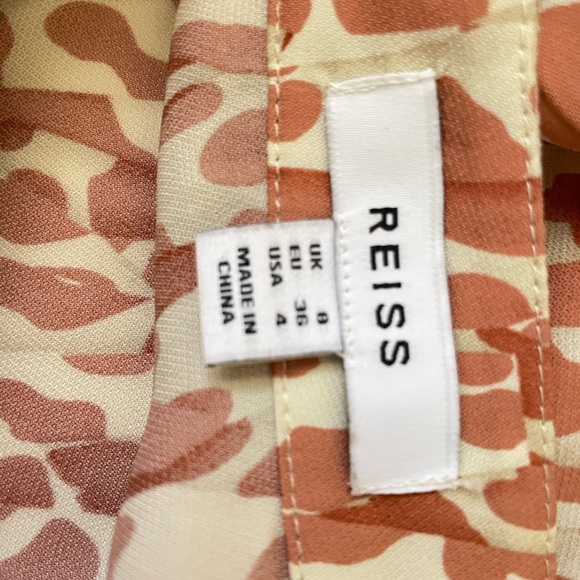 REISS
UK 8
EU 36
USA 4
MADE IN
CHINA